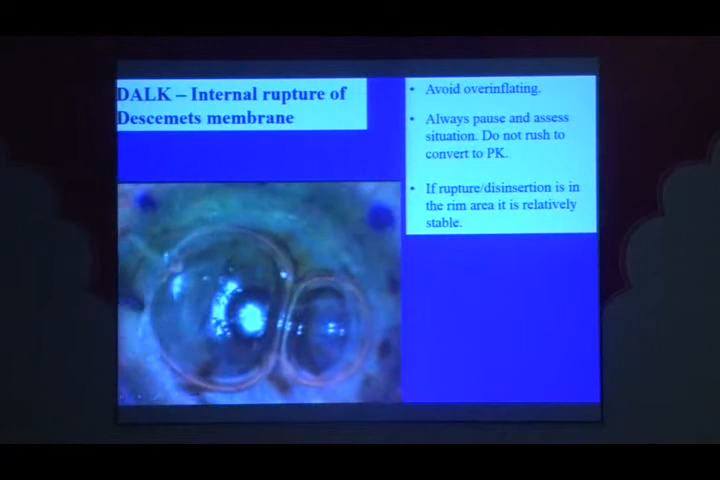 DALK – Internal rupture of
Descemets membrane
• Avoid overinflating.
• Always pause and assess
situation. Do not rush to
convert to PK.
• If rupture/disinsertion is in
the rim area it is relatively
stable.